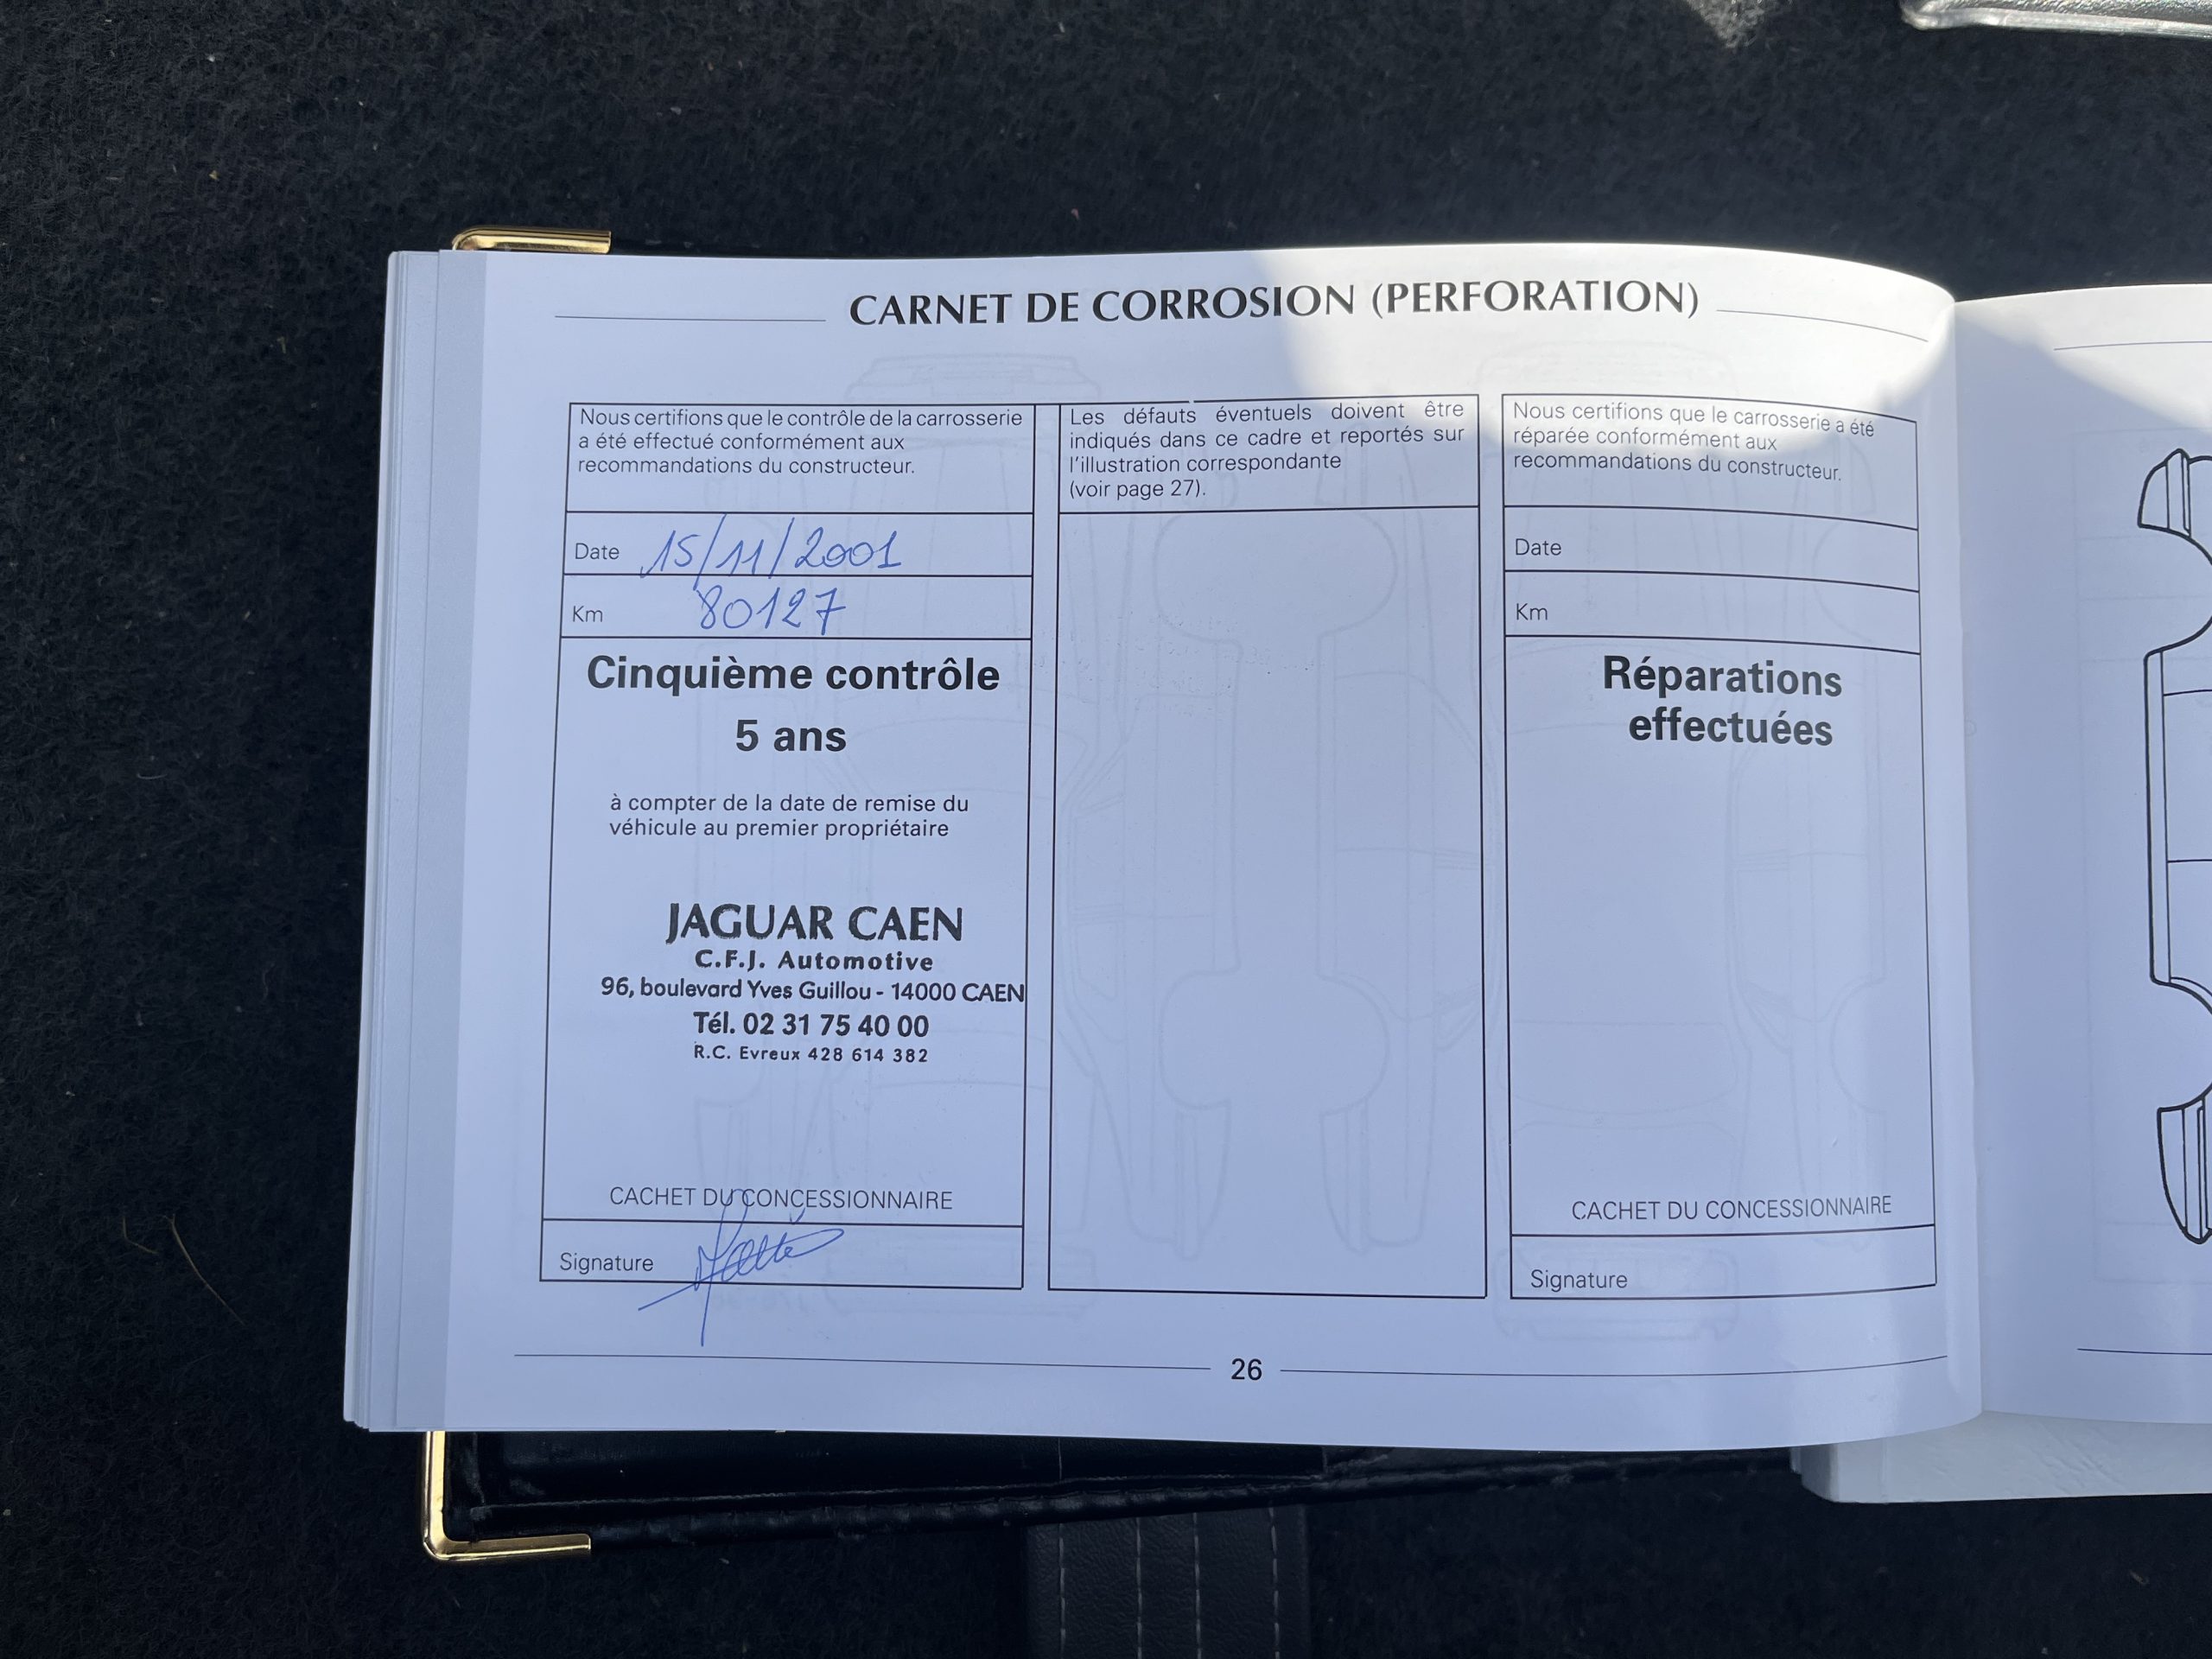 CARNET DE CORROSION (PERFORATION)
Nous certifions que le contrôle de la carrosserie
a été effectué conformément aux
recommandations du constructeur.
Date 15/11/2001
Km 80127
Cinquième contrôle
5 ans
à compter de la date de remise du
véhicule au premier propriétaire
JAGUAR CAEN
C.F.J. Automotive
96, boulevard Yves Guillou - 14000 CAEN
Tél. 02 31 75 40 00
R.C. Evreux 428 614 382
CACHET DU CONCESSIONNAIRE
Signature
Les défauts éventuels doivent être
indiqués dans ce cadre et reportés sur
l'illustration correspondante
(voir page 27).
Nous certifions que le carrosserie a été
réparée conformément aux
recommandations du constructeur.
Date
Km
Réparations
effectuées
CACHET DU CONCESSIONNAIRE
Signature
26